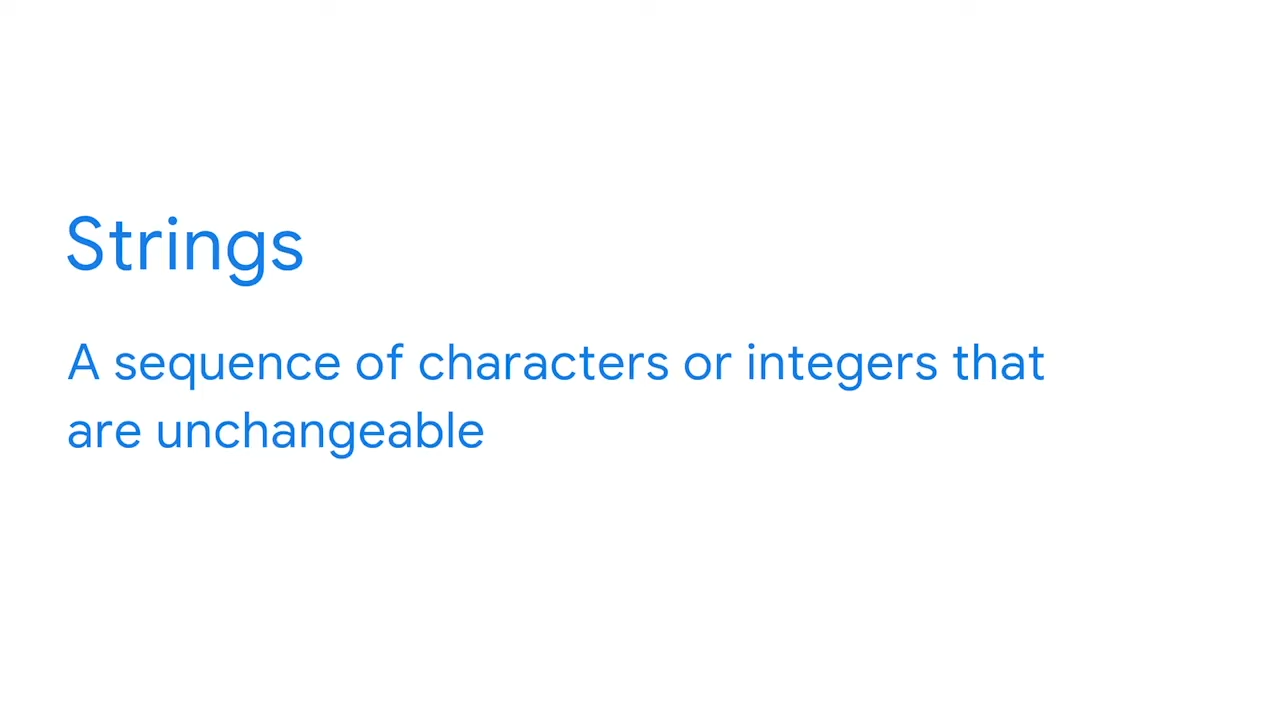 Strings
A sequence of characters or integers that
are unchangeable